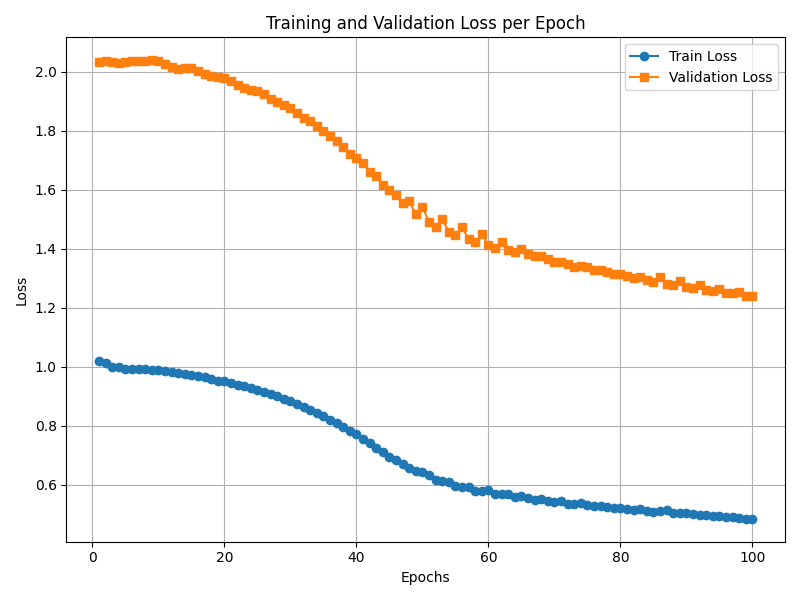 Training and Validation Loss per Epoch
Train Loss
Validation Loss
2.0
1.8
1.6
1.4
1.2
1.0
0.8
0.6
Loss
0 20 40 60 80 100
Epochs